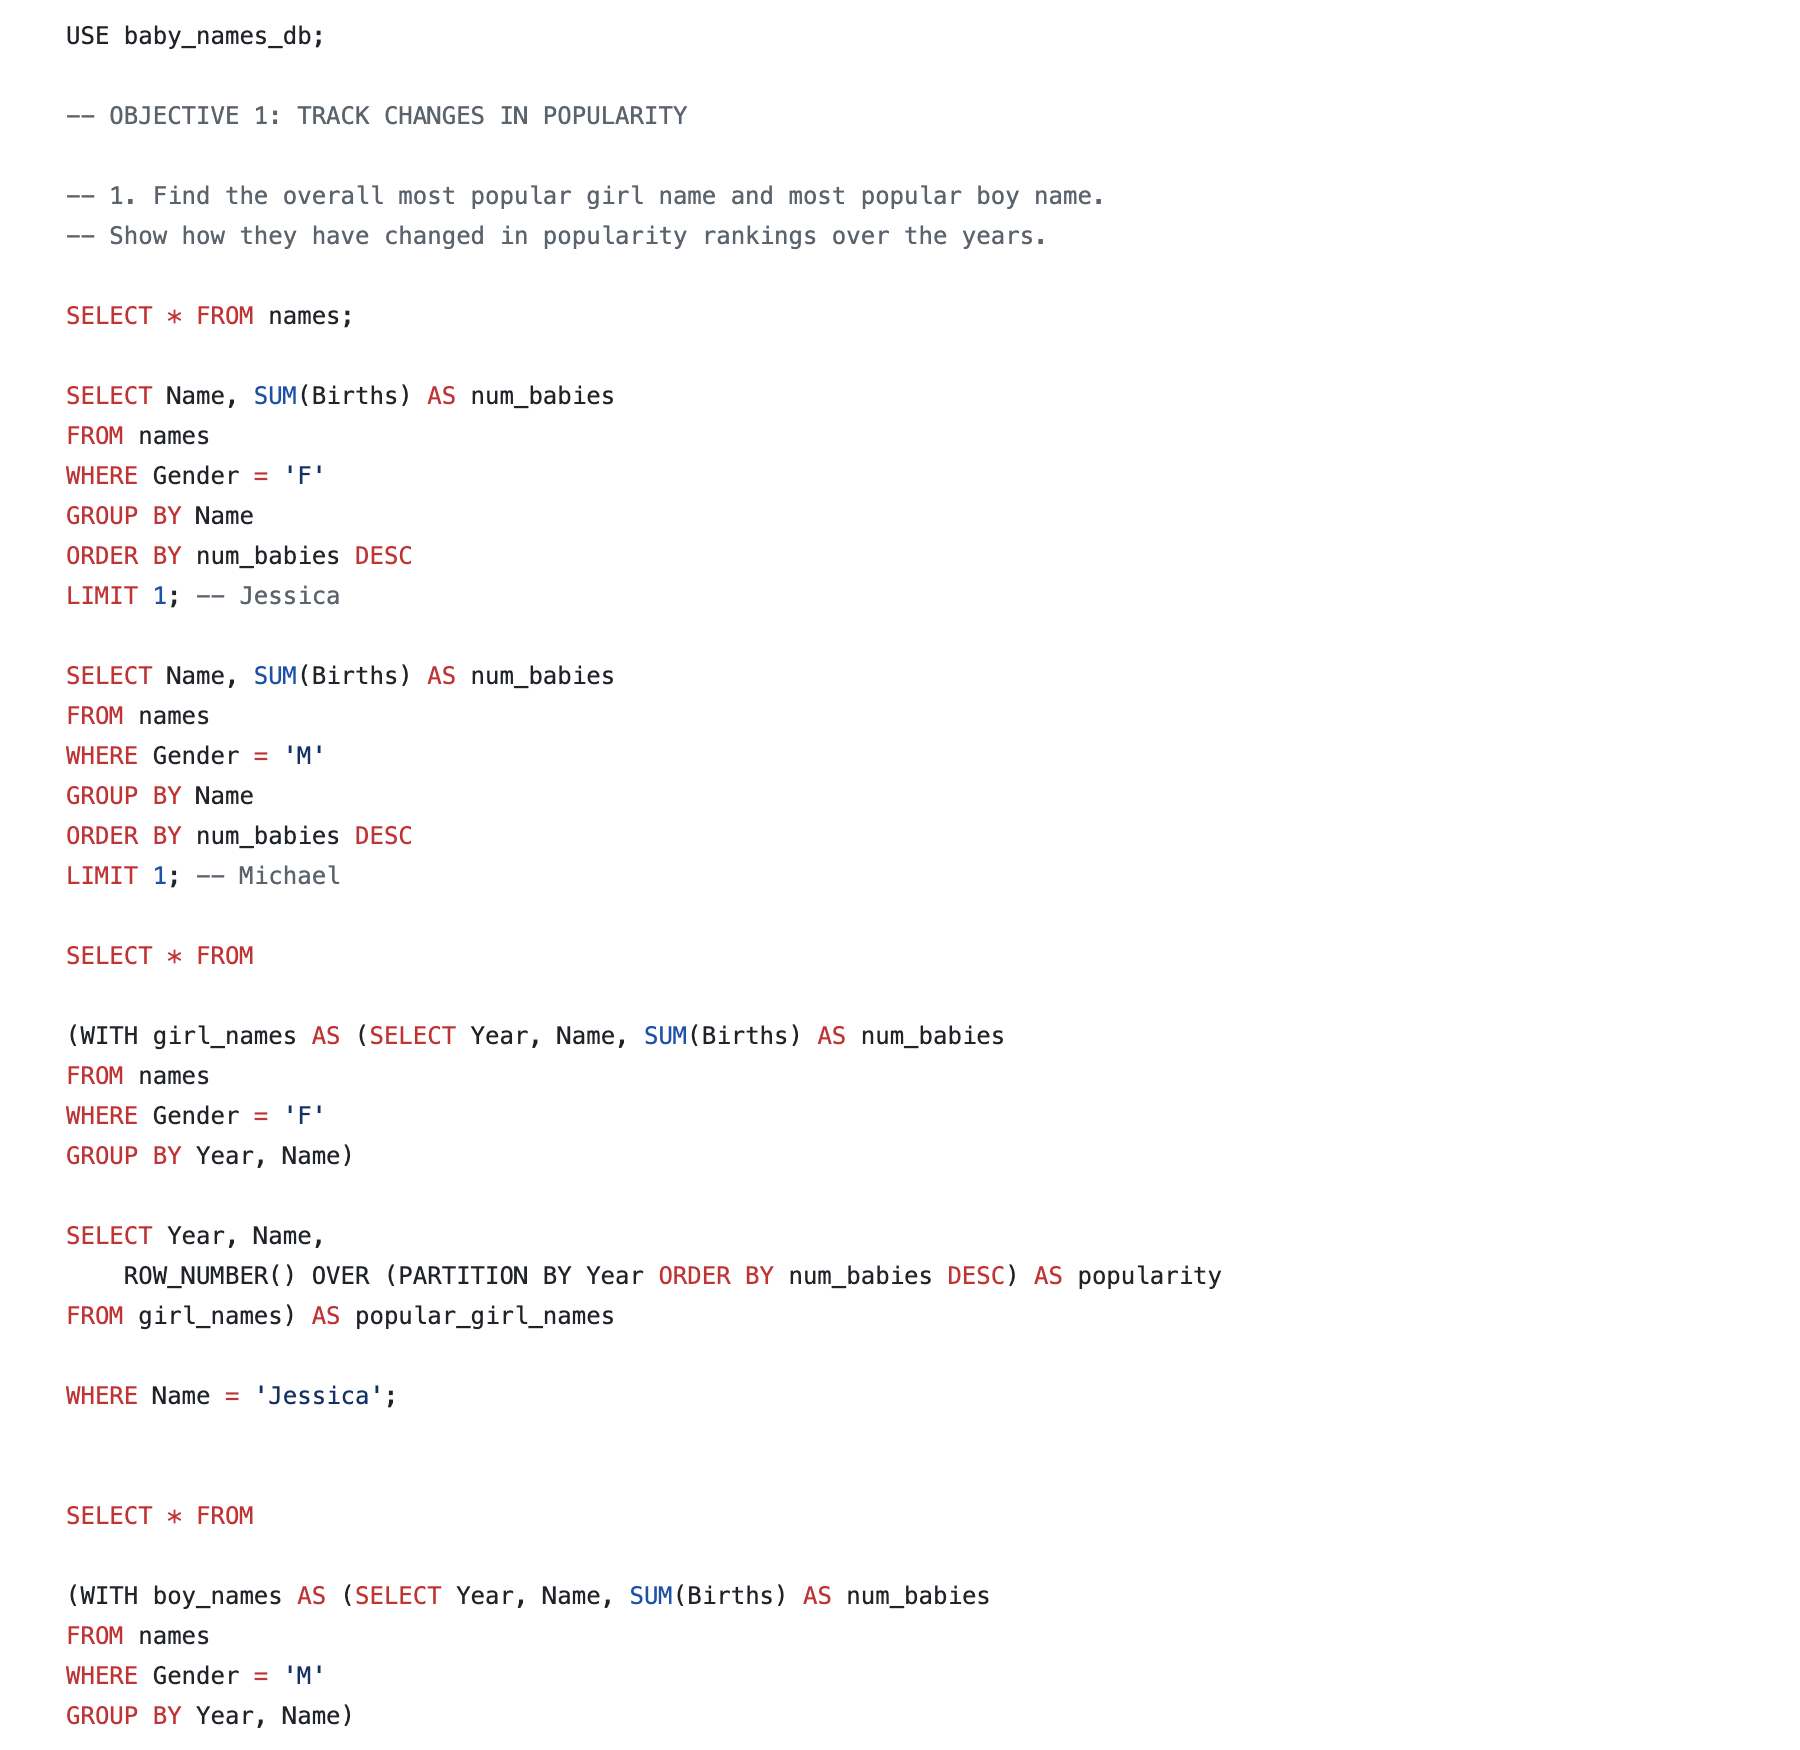 USE baby_names_db;
-- OBJECTIVE 1: TRACK CHANGES IN POPULARITY
-- 1. Find the overall most popular girl name and most popular boy name.
-- Show how they have changed in popularity rankings over the years.
SELECT * FROM names;
SELECT Name, SUM(Births) AS num_babies
FROM names
WHERE Gender = 'F'
GROUP BY Name
ORDER BY num_babies DESC
LIMIT 1; -- Jessica
SELECT Name, SUM(Births) AS num_babies
FROM names
WHERE Gender = 'M'
GROUP BY Name
ORDER BY num_babies DESC
LIMIT 1; -- Michael
SELECT * FROM
(WITH girl_names AS (SELECT Year, Name, SUM(Births) AS num_babies
FROM names
WHERE Gender = 'F'
GROUP BY Year, Name)
SELECT Year, Name,
    ROW_NUMBER() OVER (PARTITION BY Year ORDER BY num_babies DESC) AS popularity
FROM girl_names) AS popular_girl_names
WHERE Name = 'Jessica';
SELECT * FROM
(WITH boy_names AS (SELECT Year, Name, SUM(Births) AS num_babies
FROM names
WHERE Gender = 'M'
GROUP BY Year, Name)